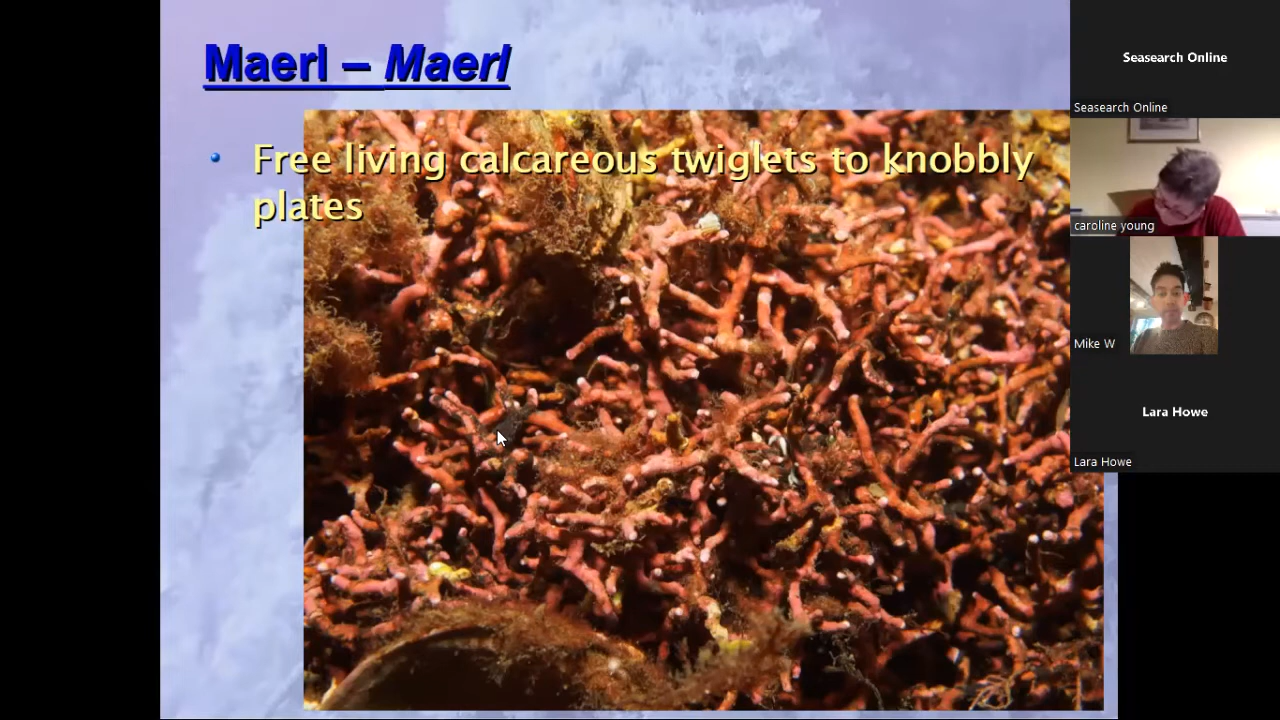 Maerl – Maerl
Free living calcareous twiglets to knobbly
plates
Seasearch Online
Seasearch Online
caroline young
Mike W
Lara Howe
Lara Howe